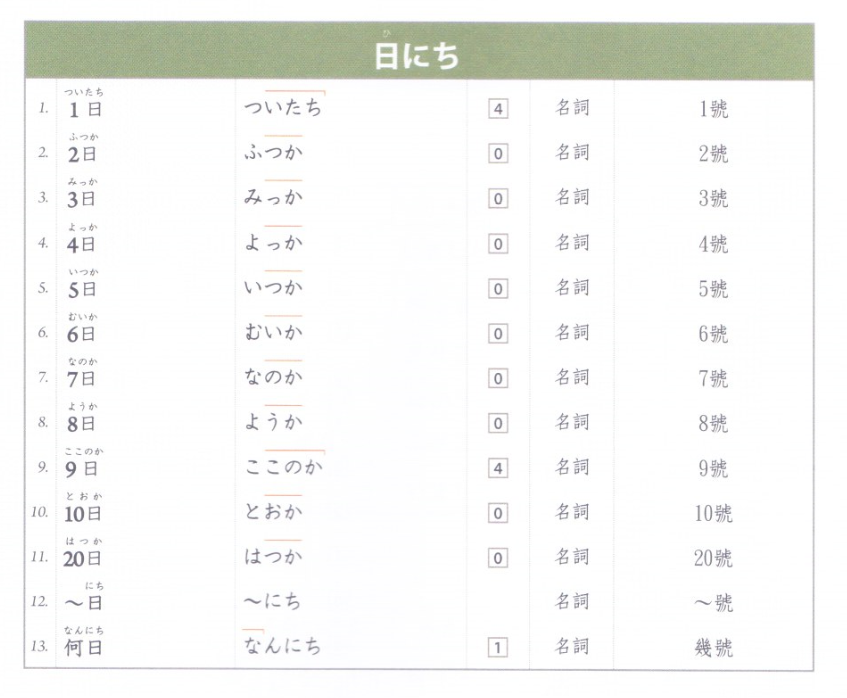 ひ
日にち
ついたち
1. 1日 ついたち 4 名詞 1號
ふつか
2. 2日 ふつか 0 名詞 2號
みっか
3. 3日 みっか 0 名詞 3號
よっか
4. 4日 よっか 0 名詞 4號
いつか
5. 5日 いつか 0 名詞 5號
むいか
6. 6日 むいか 0 名詞 6號
なのか
7. 7日 なのか 0 名詞 7號
ようか
8. 8日 ようか 0 名詞 8號
ここのか
9. 9日 ここのか 4 名詞 9號
とおか
10. 10日 とおか 0 名詞 10號
はつか
11. 20日 はつか 0 名詞 20號
にち
12. ～日 ～にち 名詞 ～號
なんにち
13. 何日 なんにち 1 名詞 幾號